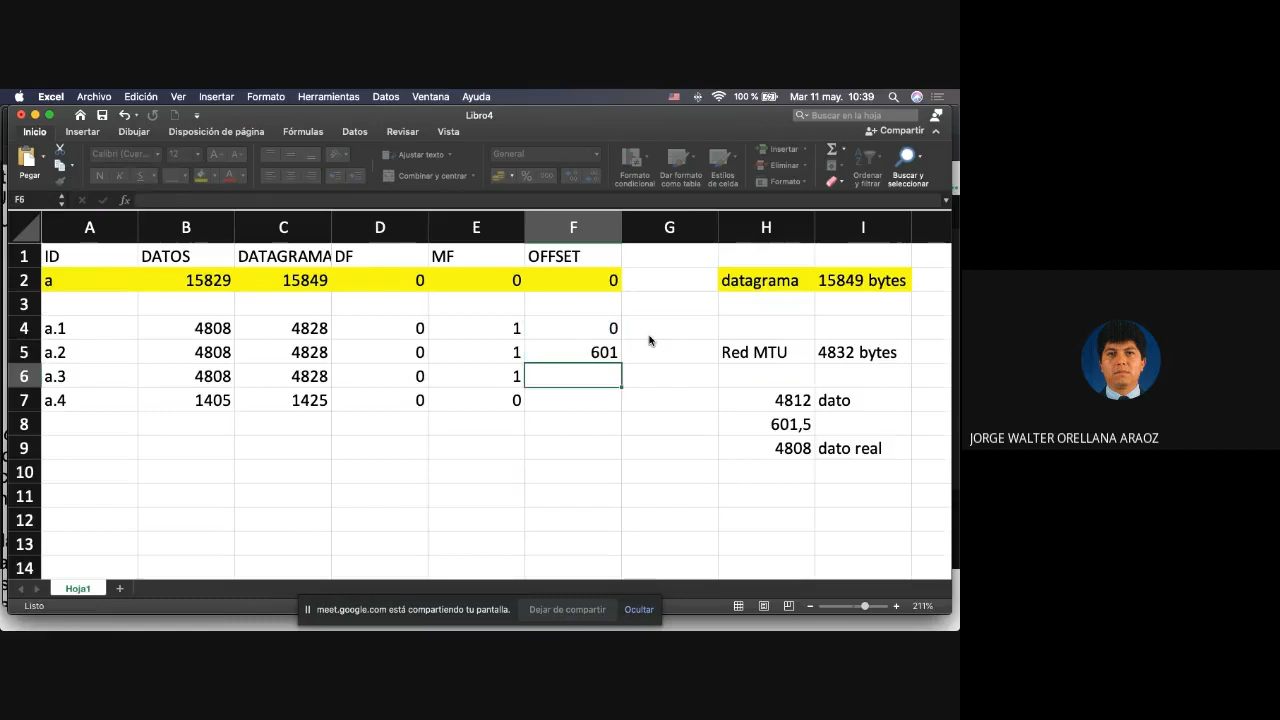 Excel Archivo Edición Ver Insertar Formato Herramientas Datos Ventana Ayuda 100 % Mar 11 may. 10:39
Libro4 Buscar en la hoja
Inicio Insertar Dibujar Disposición de página Fórmulas Datos Revisar Vista Compartir
Pegar Calibri (Cuer... 12 A A Ajustar texto General Formato condicional Dar formato como tabla Estilos de celda Insertar Ordenar y filtrar Buscar y seleccionar
N K S Combinar y centrar % 000 Eliminar
Formato
F6 fx
A B C D E F G H I
1 ID DATOS DATAGRAMA DF MF OFFSET
2 a 15829 15849 0 0 0 datagrama 15849 bytes
3
4 a.1 4808 4828 0 1 0
5 a.2 4808 4828 0 1 601 Red MTU 4832 bytes
6 a.3 4808 4828 0 1
7 a.4 1405 1425 0 0 4812 dato
8 601,5
9 4808 dato real
10
11
12
13
14
Hoja1 +
Listo 211%
meet.google.com está compartiendo tu pantalla. Dejar de compartir Ocultar
JORGE WALTER ORELLANA ARAOZ